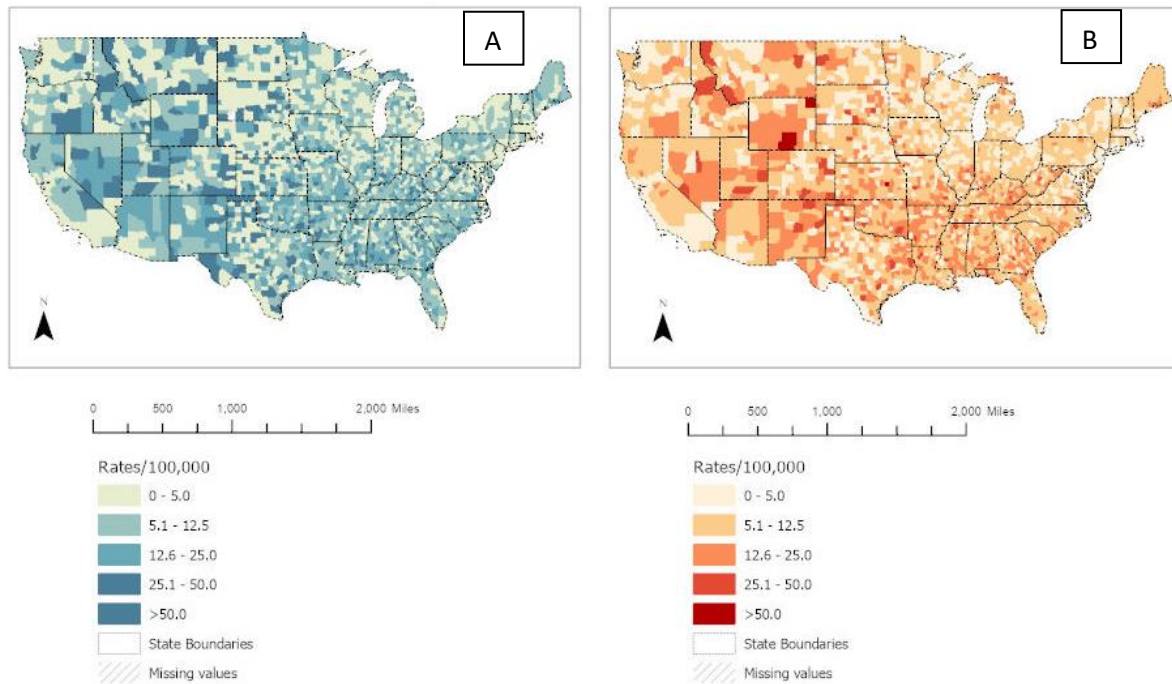 A
B
N
N
0 500 1,000 2,000 Miles
0 500 1,000 2,000 Miles
Rates/100,000
0 - 5.0
5.1 - 12.5
12.6 - 25.0
25.1 - 50.0
>50.0
State Boundaries
Missing values
Rates/100,000
0 - 5.0
5.1 - 12.5
12.6 - 25.0
25.1 - 50.0
>50.0
State Boundaries
Missing values